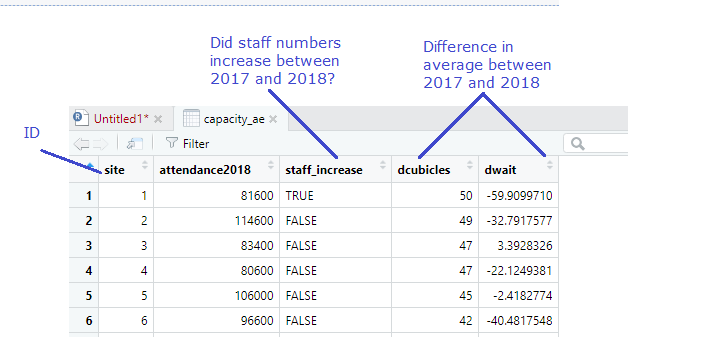 Did staff numbers
increase between
2017 and 2018?
Difference in
average between
2017 and 2018
ID
R Untitled1* × capacity_ae ×
Filter
site attendance2018 staff_increase dcubicles dwait
1 1 81600 TRUE 50 -59.9099710
2 2 114600 FALSE 49 -32.7917577
3 3 83400 FALSE 47 3.3928326
4 4 80600 FALSE 47 -22.1249381
5 5 106000 FALSE 45 -2.4182774
6 6 96600 FALSE 42 -40.4817548